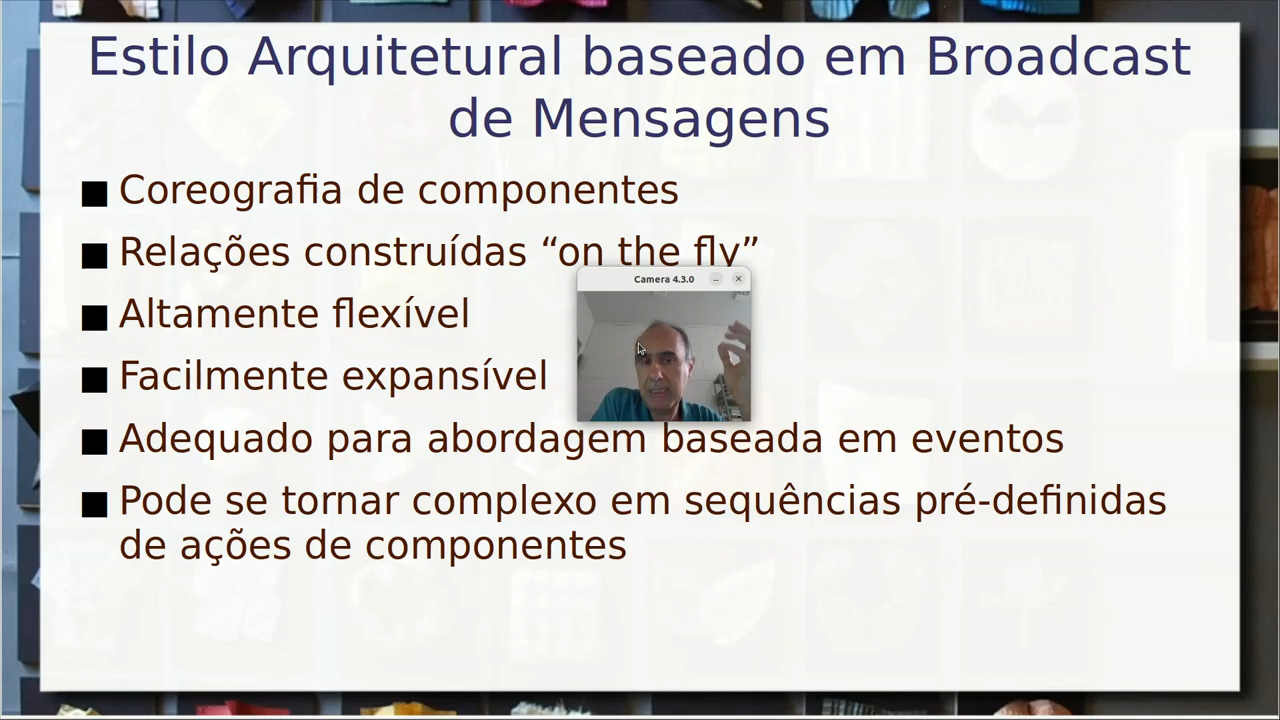 Estilo Arquitetural baseado em Broadcast
de Mensagens
■ Coreografia de componentes
■ Relações construídas “on the fly”
Camera 4.3.0
■ Altamente flexível
■ Facilmente expansível
■ Adequado para abordagem baseada em eventos
■ Pode se tornar complexo em sequências pré-definidas
de ações de componentes